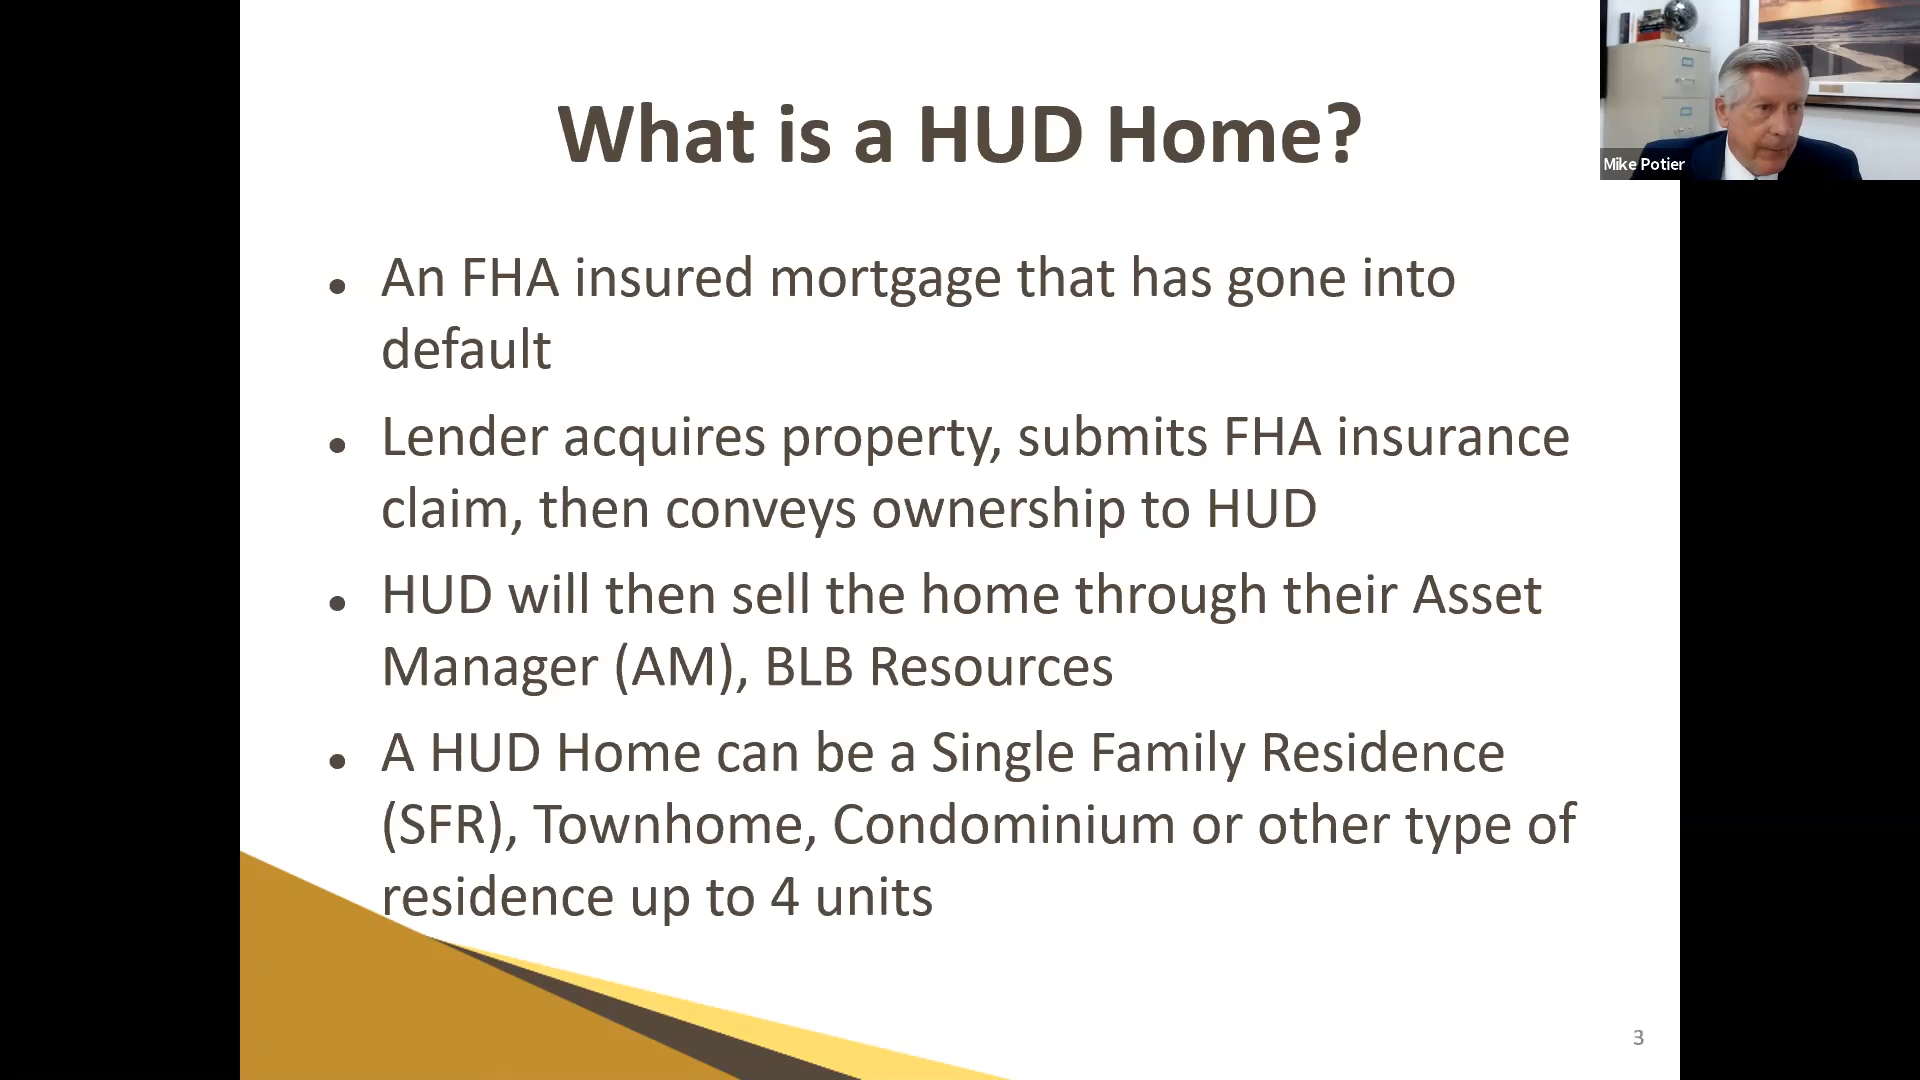 What is a HUD Home?
Mike Potier
● An FHA insured mortgage that has gone into
default
● Lender acquires property, submits FHA insurance
claim, then conveys ownership to HUD
● HUD will then sell the home through their Asset
Manager (AM), BLB Resources
● A HUD Home can be a Single Family Residence
(SFR), Townhome, Condominium or other type of
residence up to 4 units
3